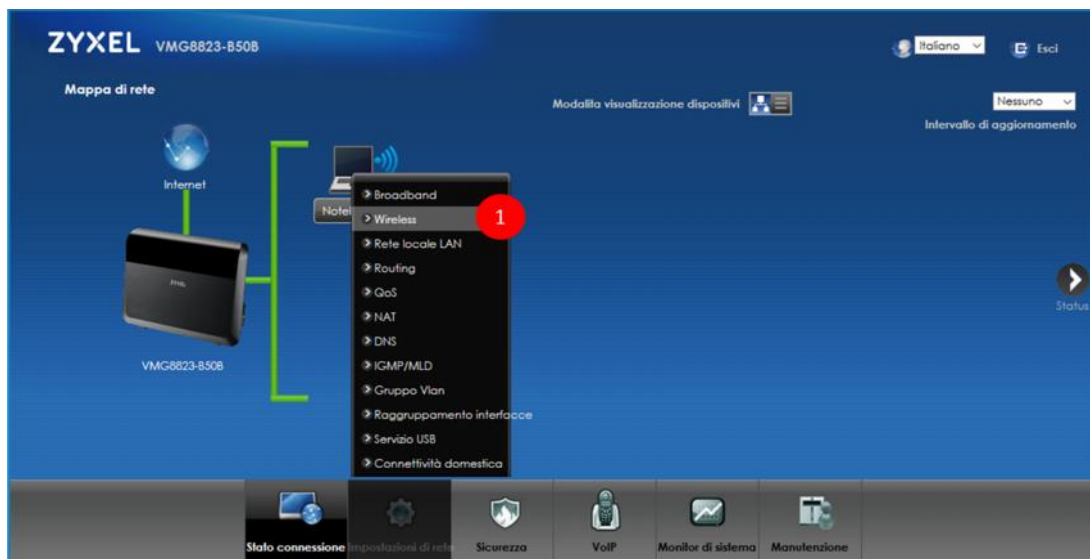 ZYXEL VMG8823-B50B
Italiano
Esci
Mappa di rete
Modalita visualizzazione dispositivi
Nessuno
Intervallo di aggiornamento
Internet
Broadband
Wireless
1
Rete locale LAN
Routing
QoS
NAT
DNS
IGMP/MLD
Gruppo Vlan
Raggruppamento interfacce
Servizio USB
Connettività domestica
ZYXEL
VMG8823-B50B
Status
Stato connessione
Impostazioni di rete
Sicurezza
VoIP
Monitor di sistema
Manutenzione